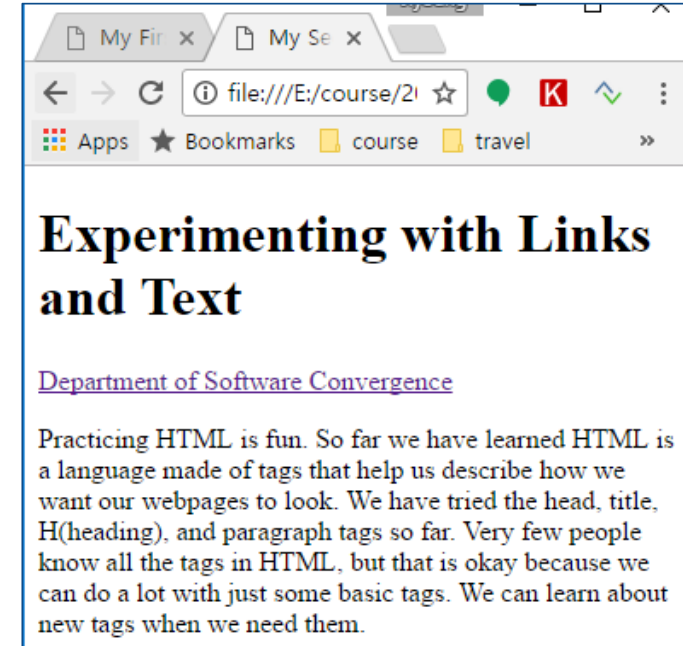 My Fir
My Se
file:///E:/course/2
Apps Bookmarks course travel »
Experimenting with Links
and Text
Department of Software Convergence
Practicing HTML is fun. So far we have learned HTML is
a language made of tags that help us describe how we
want our webpages to look. We have tried the head, title,
H(heading), and paragraph tags so far. Very few people
know all the tags in HTML, but that is okay because we
can do a lot with just some basic tags. We can learn about
new tags when we need them.